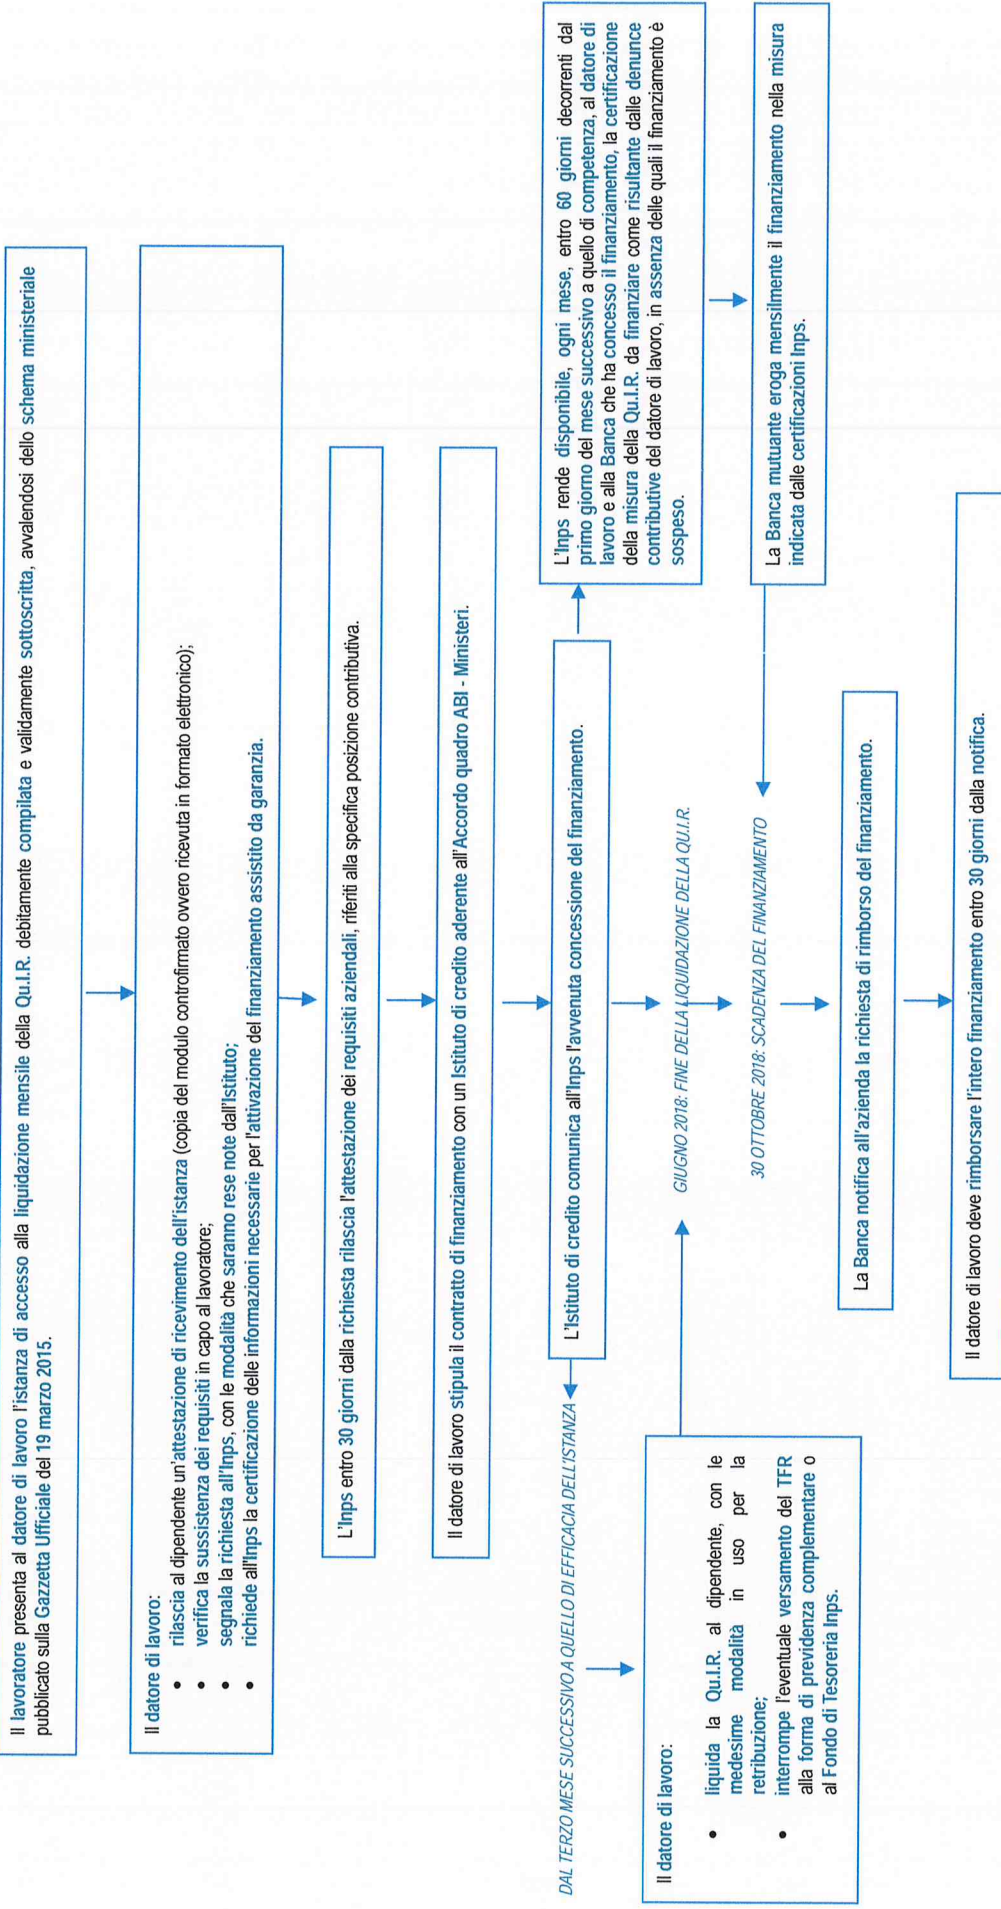 Il lavoratore presenta al datore di lavoro l'istanza di accesso alla liquidazione mensile della Qu.I.R. debitamente compilata e validamente sottoscritta, avvalendosi dello schema ministeriale
pubblicato sulla Gazzetta Ufficiale del 19 marzo 2015.
Il datore di lavoro:
• rilascia al dipendente un'attestazione di ricevimento dell'istanza (copia del modulo controfirmato ovvero ricevuta in formato elettronico);
• verifica la sussistenza dei requisiti in capo al lavoratore;
• segnala la richiesta all'Inps, con le modalità che saranno rese note dall'Istituto;
• richiede all'Inps la certificazione delle informazioni necessarie per l'attivazione del finanziamento assistito da garanzia.
L'Inps entro 30 giorni dalla richiesta rilascia l'attestazione dei requisiti aziendali, riferiti alla specifica posizione contributiva.
Il datore di lavoro stipula il contratto di finanziamento con un Istituto di credito aderente all'Accordo quadro ABI - Ministeri.
DAL TERZO MESE SUCCESSIVO A QUELLO DI EFFICACIA DELL'ISTANZA
L'Istituto di credito comunica all'Inps l'avvenuta concessione del finanziamento.
L'Inps rende disponibile, ogni mese, entro 60 giorni decorrenti dal
primo giorno del mese successivo a quello di competenza, al datore di
lavoro e alla Banca che ha concesso il finanziamento, la certificazione
della misura della Qu.I.R. da finanziare come risultante dalle denunce
contributive del datore di lavoro, in assenza delle quali il finanziamento è
sospeso.
Il datore di lavoro:
• liquida la Qu.I.R. al dipendente, con le
medesime modalità in uso per la
retribuzione;
• interrompe l'eventuale versamento del TFR
alla forma di previdenza complementare o
al Fondo di Tesoreria Inps.
GIUGNO 2018: FINE DELLA LIQUIDAZIONE DELLA QU.I.R.
La Banca mutuante eroga mensilmente il finanziamento nella misura
indicata dalle certificazioni Inps.
30 OTTOBRE 2018: SCADENZA DEL FINANZIAMENTO
La Banca notifica all'azienda la richiesta di rimborso del finanziamento.
Il datore di lavoro deve rimborsare l'intero finanziamento entro 30 giorni dalla notifica.